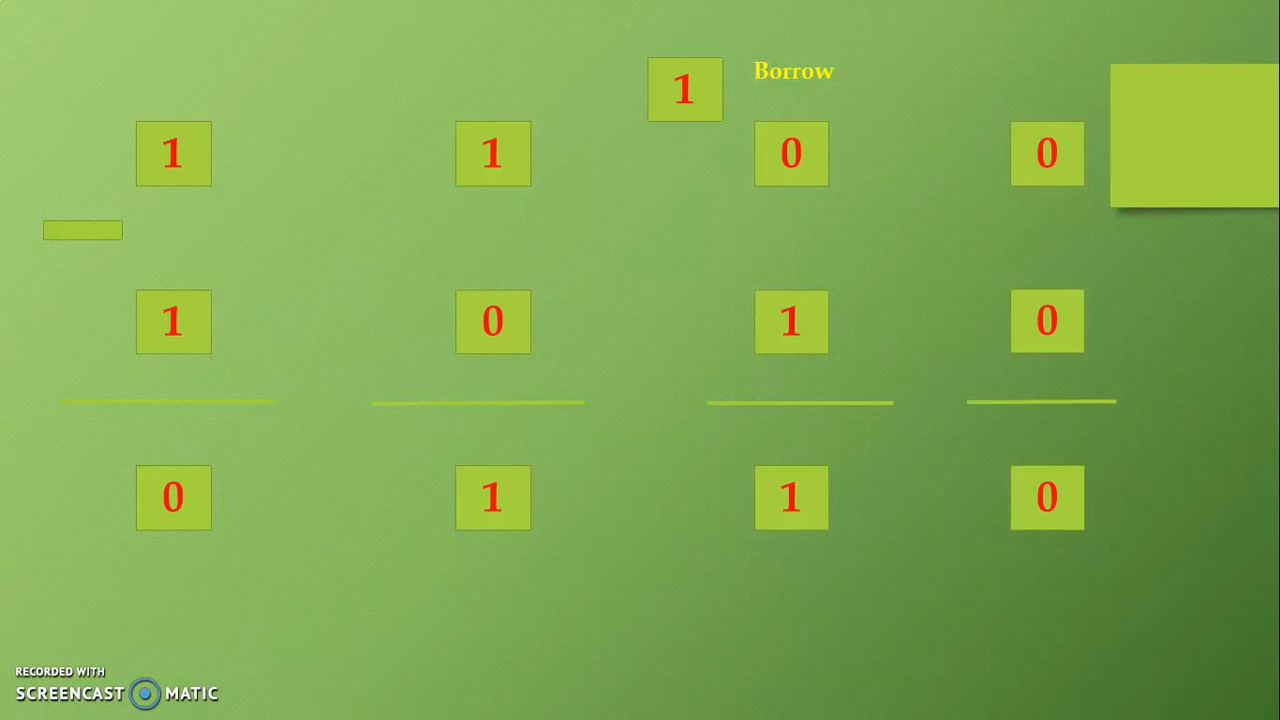 1 Borrow
1 1 0 0
1 0 1 0
0 1 1 0
RECORDED WITH
SCREENCAST MATIC